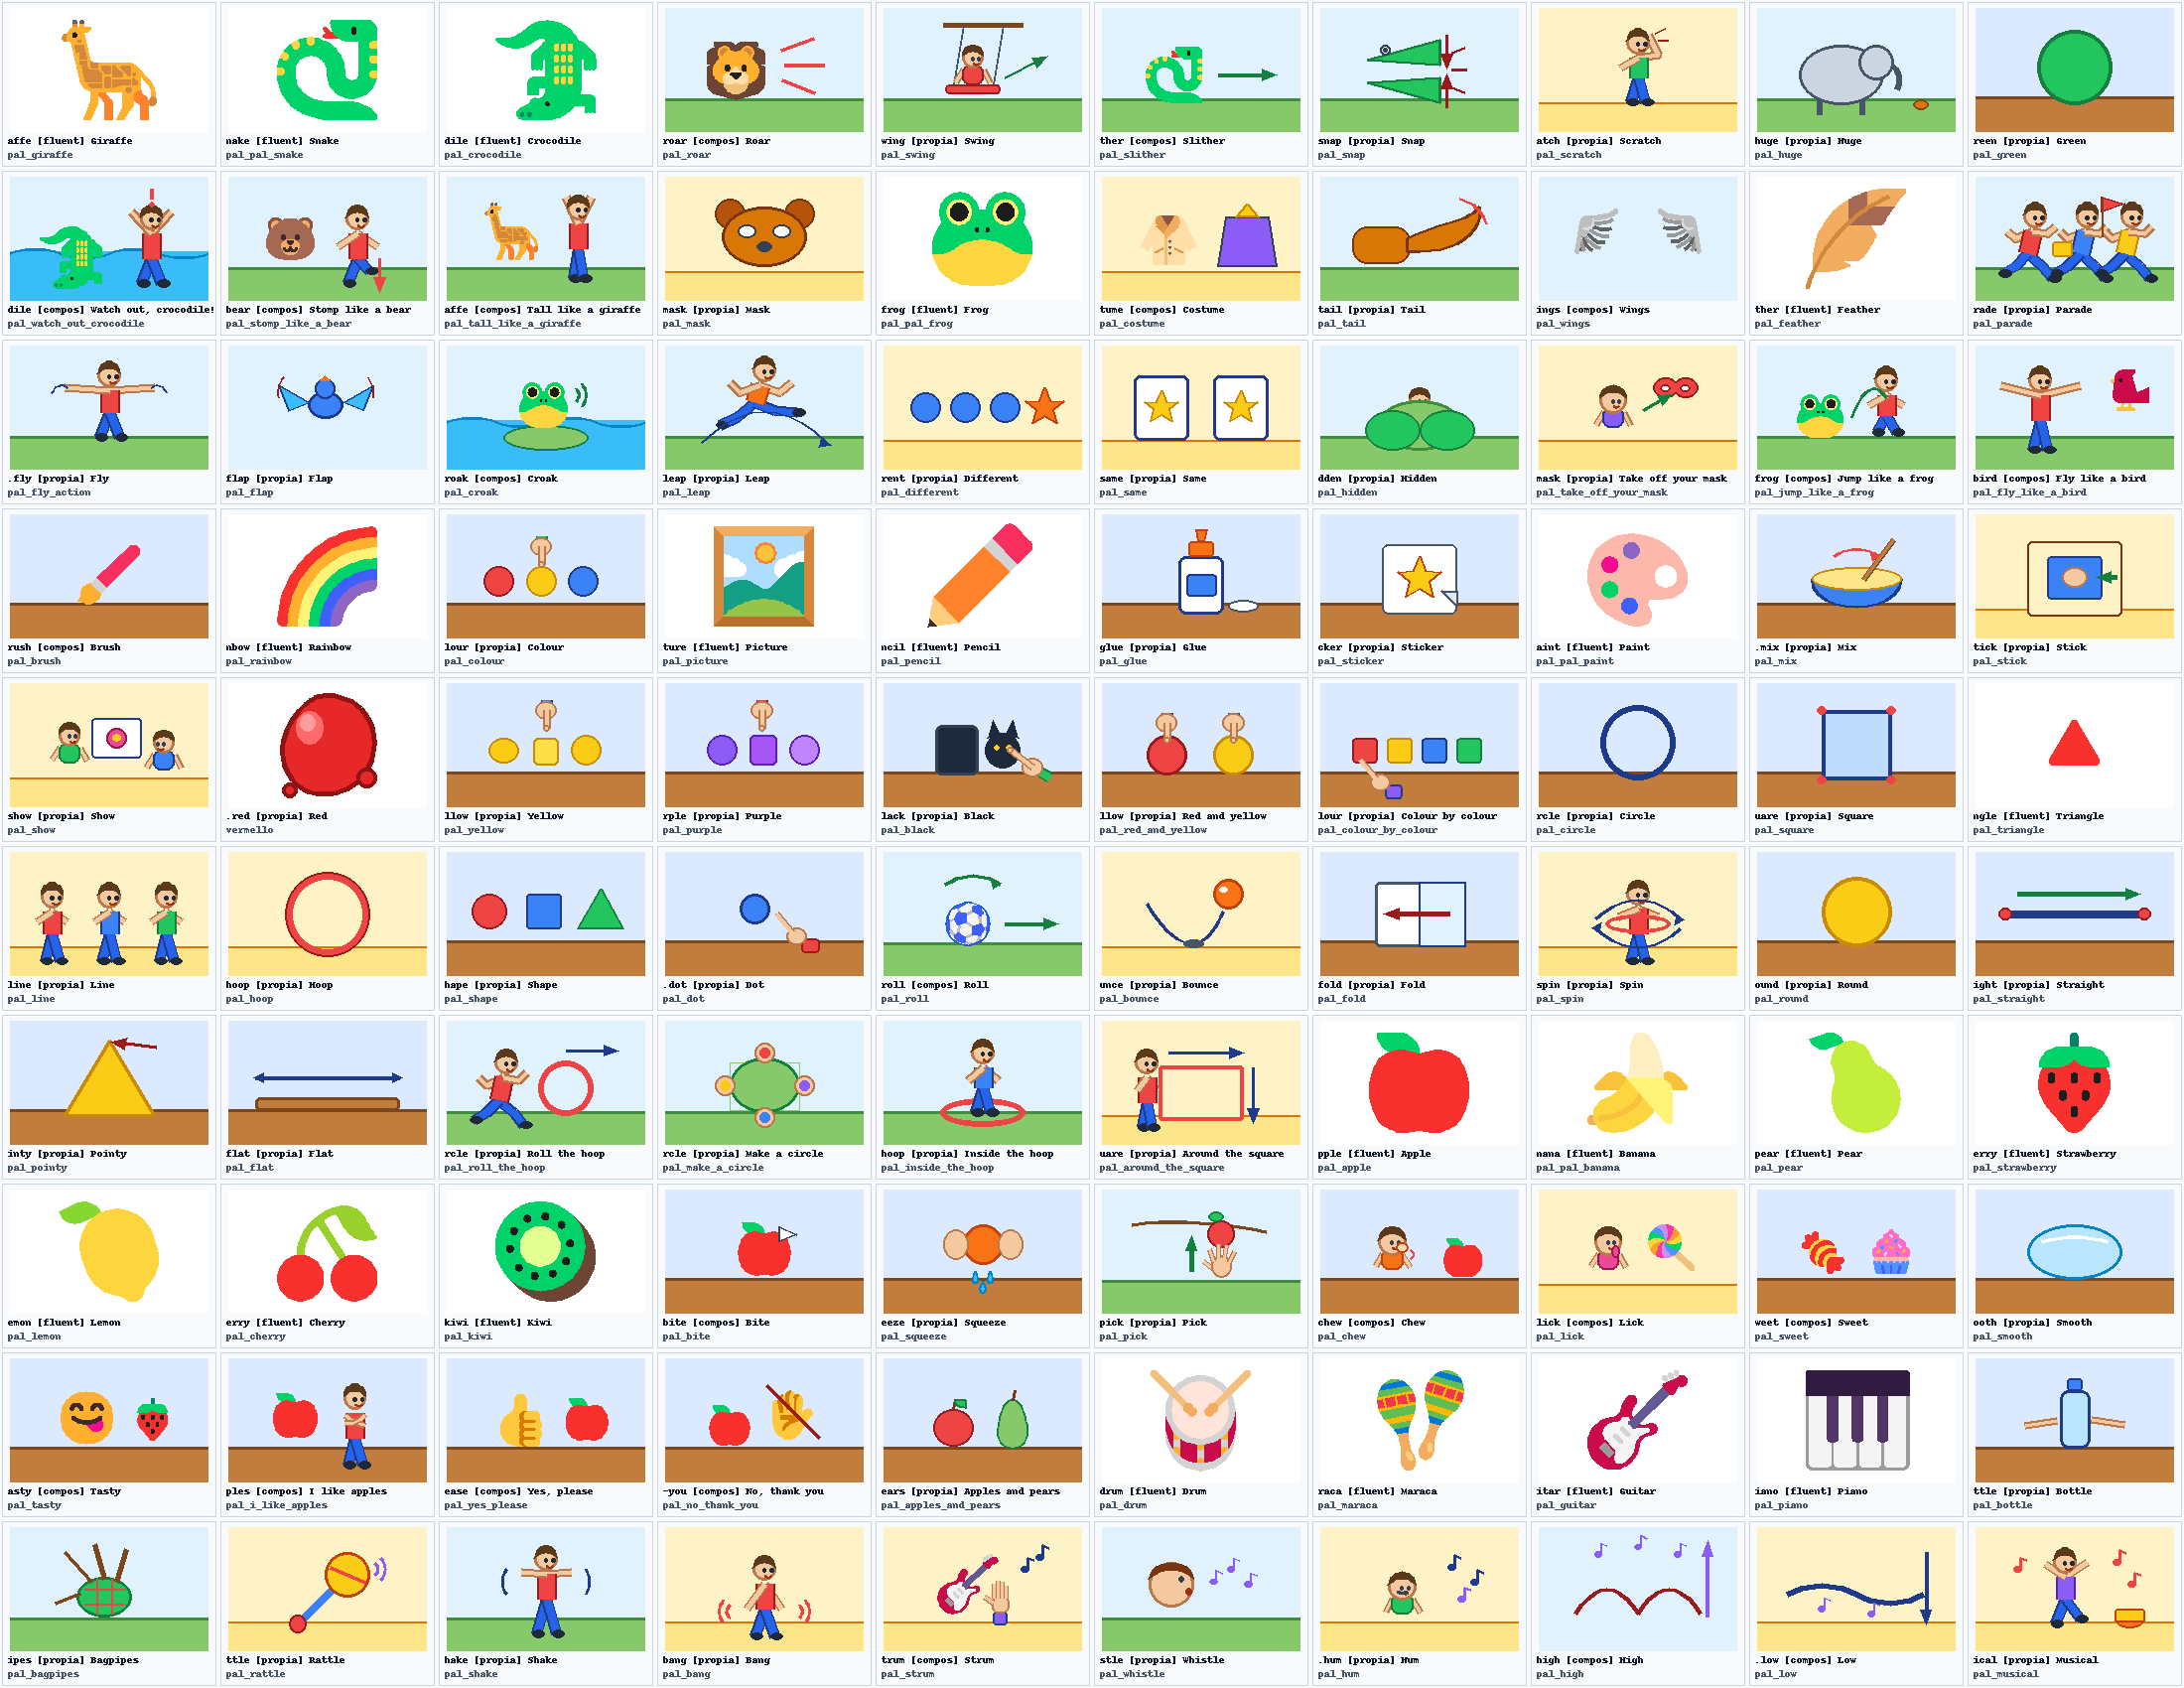 affe [fluent] Giraffe
pal_giraffe
nake [fluent] Snake
pal_pal_snake
dile [fluent] Crocodile
pal_crocodile
roar [compos] Roar
pal_roar
wing [propia] Swing
pal_swing
ther [compos] Slither
pal_slither
snap [propia] Snap
pal_snap
atch [propia] Scratch
pal_scratch
huge [propia] Huge
pal_huge
reen [propia] Green
pal_green
dile [compos] Watch out, crocodile!
pal_watch_out_crocodile
bear [compos] Stomp like a bear
pal_stomp_like_a_bear
affe [compos] Tall like a giraffe
pal_tall_like_a_giraffe
mask [propia] Mask
pal_mask
frog [fluent] Frog
pal_pal_frog
tume [compos] Costume
pal_costume
tail [propia] Tail
pal_tail
ings [compos] Wings
pal_wings
ther [fluent] Feather
pal_feather
rade [propia] Parade
pal_parade
.fly [propia] Fly
pal_fly_action
flap [propia] Flap
pal_flap
roak [compos] Croak
pal_croak
leap [propia] Leap
pal_leap
rent [propia] Different
pal_different
same [propia] Same
pal_same
dden [propia] Hidden
pal_hidden
mask [propia] Take off your mask
pal_take_off_your_mask
frog [compos] Jump like a frog
pal_jump_like_a_frog
bird [compos] Fly like a bird
pal_fly_like_a_bird
rush [compos] Brush
pal_brush
nbow [fluent] Rainbow
pal_rainbow
lour [propia] Colour
pal_colour
ture [fluent] Picture
pal_picture
ncil [fluent] Pencil
pal_pencil
glue [propia] Glue
pal_glue
cker [propia] Sticker
pal_sticker
aint [fluent] Paint
pal_pal_paint
.mix [propia] Mix
pal_mix
tick [propia] Stick
pal_stick
show [propia] Show
pal_show
.red [propia] Red
vermello
llow [propia] Yellow
pal_yellow
rple [propia] Purple
pal_purple
lack [propia] Black
pal_black
llow [propia] Red and yellow
pal_red_and_yellow
lour [propia] Colour by colour
pal_colour_by_colour
rcle [propia] Circle
pal_circle
uare [propia] Square
pal_square
ngle [fluent] Triangle
pal_triangle
line [propia] Line
pal_line
hoop [propia] Hoop
pal_hoop
hape [propia] Shape
pal_shape
.dot [propia] Dot
pal_dot
roll [compos] Roll
pal_roll
unce [propia] Bounce
pal_bounce
fold [propia] Fold
pal_fold
spin [propia] Spin
pal_spin
ound [propia] Round
pal_round
ight [propia] Straight
pal_straight
inty [propia] Pointy
pal_pointy
flat [propia] Flat
pal_flat
rcle [propia] Roll the hoop
pal_roll_the_hoop
rcle [propia] Make a circle
pal_make_a_circle
hoop [propia] Inside the hoop
pal_inside_the_hoop
uare [propia] Around the square
pal_around_the_square
pple [fluent] Apple
pal_apple
nana [fluent] Banana
pal_pal_banana
pear [fluent] Pear
pal_pear
erry [fluent] Strawberry
pal_strawberry
emon [fluent] Lemon
pal_lemon
erry [fluent] Cherry
pal_cherry
kiwi [fluent] Kiwi
pal_kiwi
bite [compos] Bite
pal_bite
eeze [propia] Squeeze
pal_squeeze
pick [propia] Pick
pal_pick
chew [compos] Chew
pal_chew
lick [compos] Lick
pal_lick
weet [compos] Sweet
pal_sweet
ooth [propia] Smooth
pal_smooth
asty [compos] Tasty
pal_tasty
ples [compos] I like apples
pal_i_like_apples
ease [compos] Yes, please
pal_yes_please
-you [compos] No, thank you
pal_no_thank_you
ears [propia] Apples and pears
pal_apples_and_pears
drum [fluent] Drum
pal_drum
raca [fluent] Maraca
pal_maraca
itar [fluent] Guitar
pal_guitar
iano [fluent] Piano
pal_piano
ttle [propia] Bottle
pal_bottle
ipes [propia] Bagpipes
pal_bagpipes
ttle [propia] Rattle
pal_rattle
hake [propia] Shake
pal_shake
bang [propia] Bang
pal_bang
trum [compos] Strum
pal_strum
stle [propia] Whistle
pal_whistle
.hum [propia] Hum
pal_hum
high [compos] High
pal_high
.low [compos] Low
pal_low
ical [propia] Musical
pal_musical